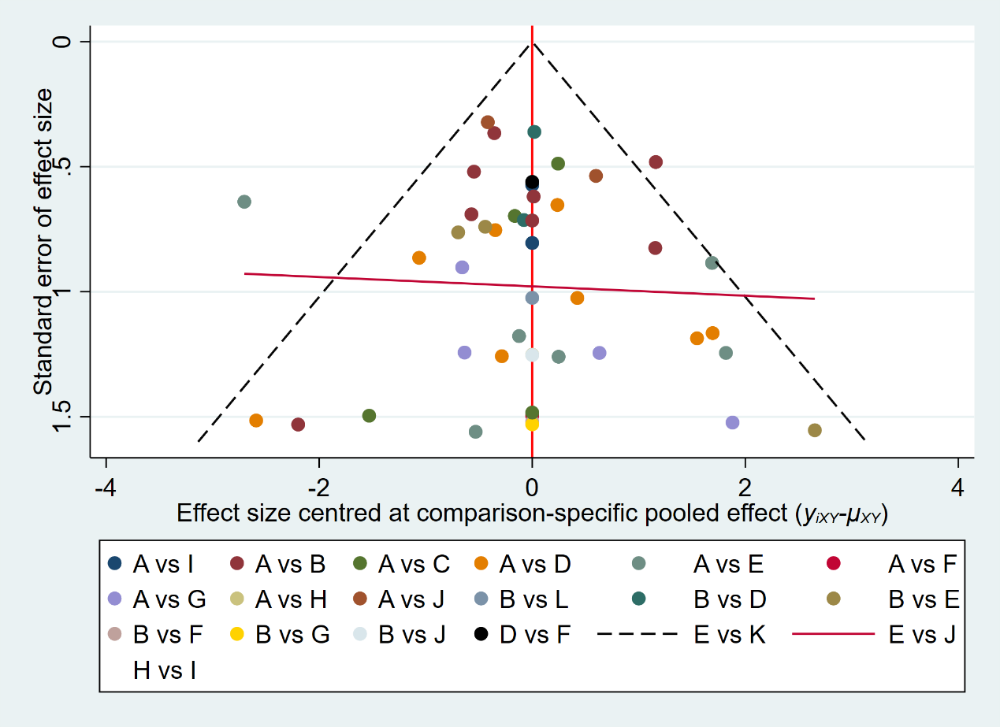 0
.5
1
1.5
Standard error of effect size
-4 -2 0 2 4
Effect size centred at comparison-specific pooled effect (yiXY-μXY)
A vs I A vs B A vs C A vs D A vs E A vs F
A vs G A vs H A vs J B vs L B vs D B vs E
B vs F B vs G B vs J D vs F E vs K E vs J
H vs I